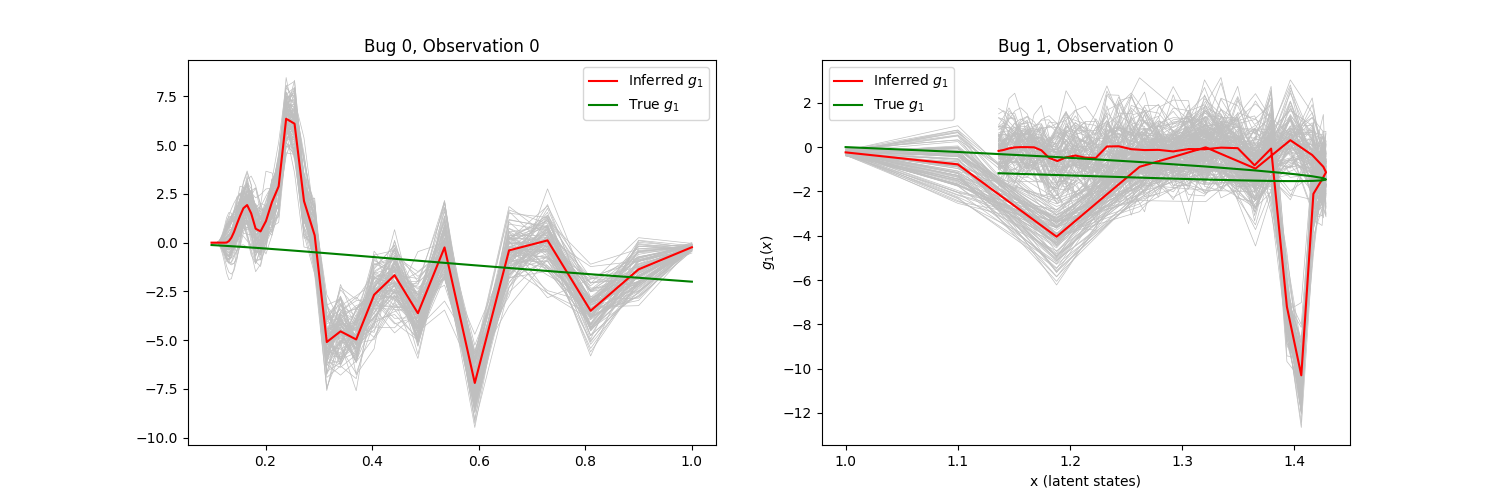 Bug 0, Observation 0
Inferred g₁
True g₁
7.5
5.0
2.5
0.0
−2.5
−5.0
−7.5
−10.0
0.2 0.4 0.6 0.8 1.0
Bug 1, Observation 0
Inferred g₁
True g₁
g₁(x)
2
0
−2
−4
−6
−8
−10
−12
1.0 1.1 1.2 1.3 1.4
x (latent states)